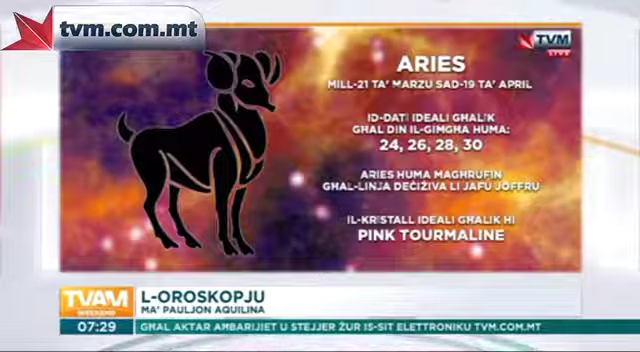 tvm.com.mt
TVM
LIVE
ARIES
MILL-21 TA' MARZU SAD-19 TA' APRIL
ID-DATI IDEALI GĦALIK
GĦAL DIN IL-ĠIMGĦA HUMA:
24, 26, 28, 30
ARIES HUMA MAGĦRUFIN
GĦAL-LINJA DEĊIŻIVA LI JAFU JOFFRU
IL-KRISTALL IDEALI GĦALIK HI
PINK TOURMALINE
TVAM
WEEKEND
L-OROSKOPJU
MA' PAULJON AQUILINA
07:29
GĦAL AKTAR AĦBARIJIET U STEJJER ŻUR IS-SIT ELETTRONIKU TVM.COM.MT